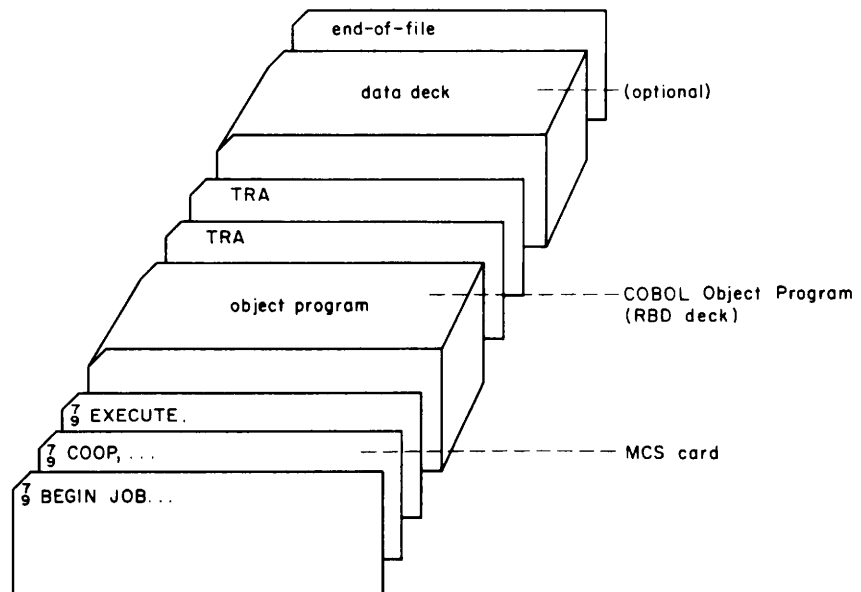 end-of-file
data deck
(optional)
TRA
TRA
object program
COBOL Object Program
(RBD deck)
7
9 EXECUTE.
7
9 COOP, ...
MCS card
7
9 BEGIN JOB...